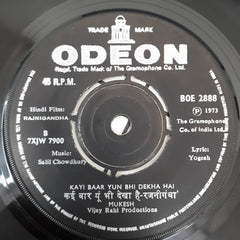 TRADE MARK
ODEON
Regd. Trade Mark of The Gramophone Co. Ltd.
45 R.P.M.
BOE 2888
Hindi Film:
RAJNIGANDHA
℗ 1973
The Gramophone
Co. of India Ltd.
B
7XJW 7900
Music:
Salil Chowdhury
Lyric:
Yogesh
KAYI BAAR YUN BHI DEKHA HAI
कई बार यूं भी देखा है-रजनीगंधा
MUKESH
Vijay Rahi Productions